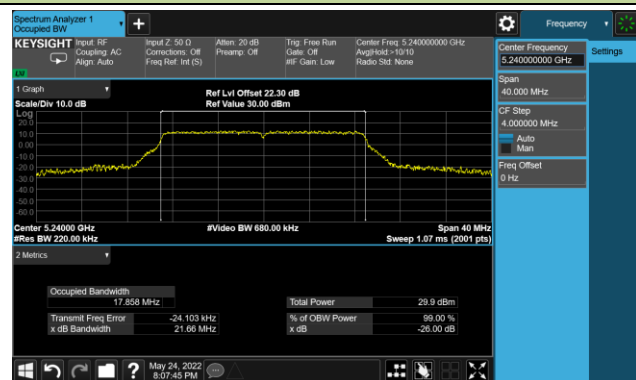 Spectrum Analyzer 1
Occupied BW
+
Frequency
KEYSIGHT
Input: RF
Coupling: AC
Align: Auto
Input Z: 50 Ω
Corrections: Off
Freq Ref: Int (S)
Atten: 20 dB
Preamp: Off
Trig: Free Run
Gate: Off
#IF Gain: Low
Center Freq: 5.240000000 GHz
Avg|Hold:>10/10
Radio Std: None
Center Frequency
5.240000000 GHz
Settings
Span
40.000 MHz
CF Step
4.000000 MHz
Auto
Man
Freq Offset
0 Hz
1 Graph
Scale/Div 10.0 dB
Ref Lvl Offset 22.30 dB
Ref Value 30.00 dBm
Log
20.0
10.0
0.00
-10.0
-20.0
-30.0
-40.0
-50.0
-60.0
Center 5.24000 GHz
#Res BW 220.00 kHz
#Video BW 680.00 kHz
Span 40 MHz
Sweep 1.07 ms (2001 pts)
2 Metrics
Occupied Bandwidth
17.858 MHz
Total Power 29.9 dBm
Transmit Freq Error -24.103 kHz
% of OBW Power 99.00 %
x dB Bandwidth 21.66 MHz
x dB -26.00 dB
?
May 24, 2022
8:07:45 PM